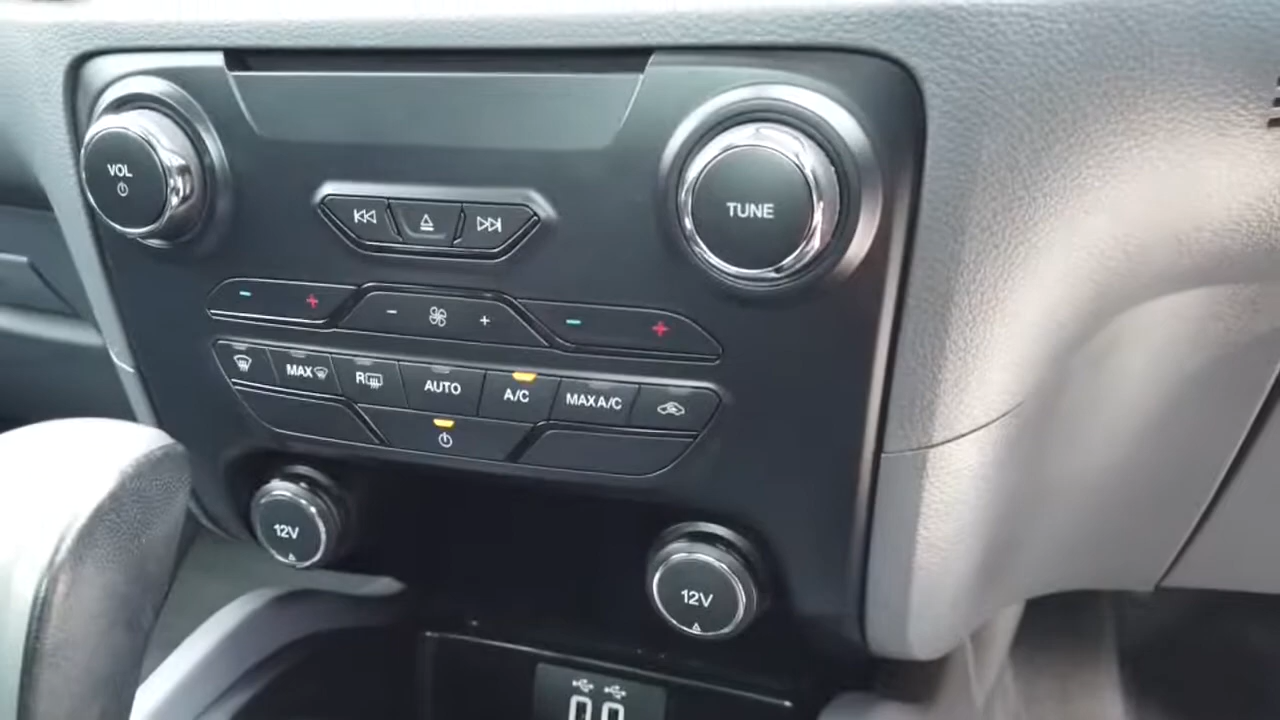 VOL
TUNE
- +
- +
- +
MAX
R
AUTO
A/C
MAX A/C
12V
12V